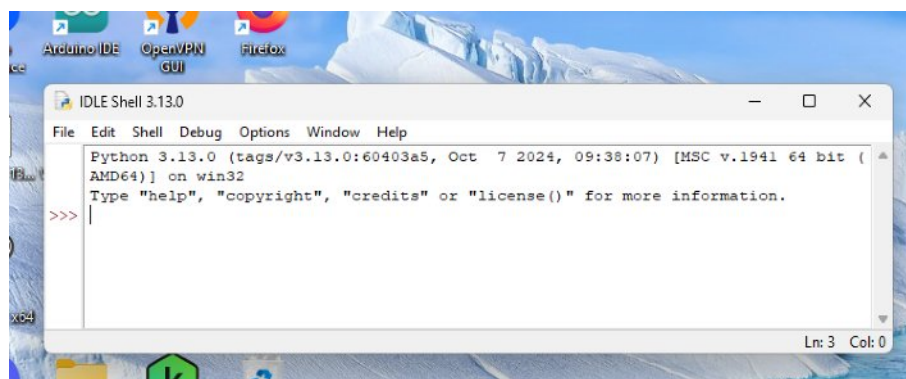 Arduino IDE OpenVPN GUI Firefox
ce
IDLE Shell 3.13.0
File Edit Shell Debug Options Window Help
Python 3.13.0 (tags/v3.13.0:60403a5, Oct  7 2024, 09:38:07) [MSC v.1941 64 bit (
AMD64)] on win32
Type "help", "copyright", "credits" or "license()" for more information.
>>>
x64
Ln: 3 Col: 0